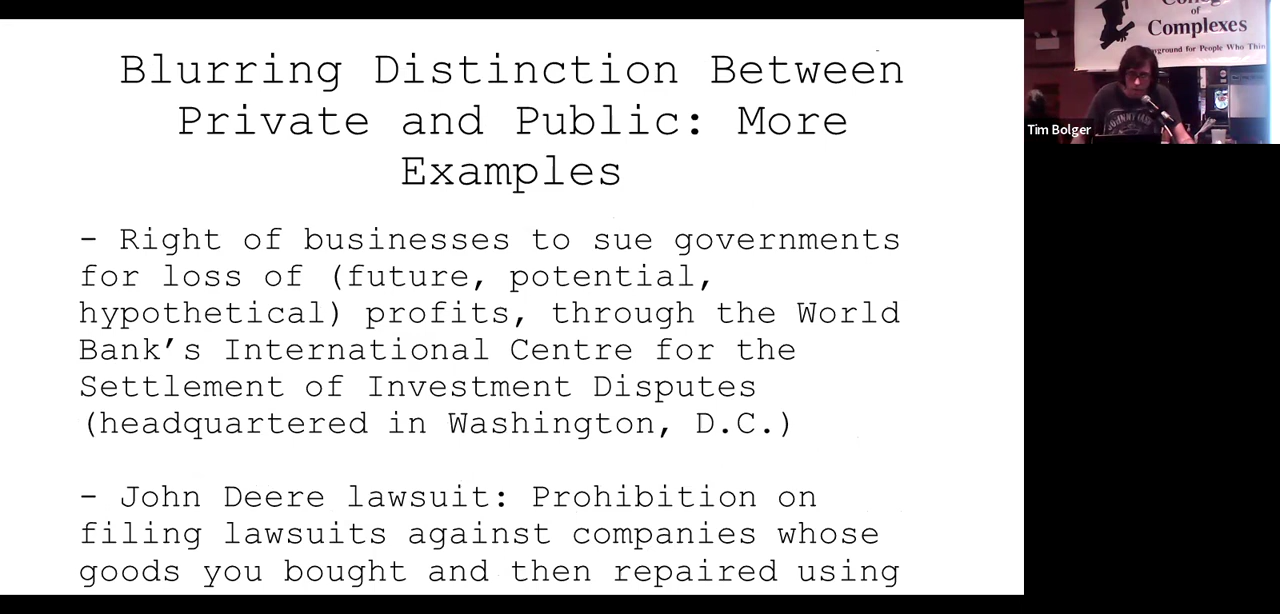 Blurring Distinction Between
Private and Public: More
Examples
- Right of businesses to sue governments
for loss of (future, potential,
hypothetical) profits, through the World
Bank’s International Centre for the
Settlement of Investment Disputes
(headquartered in Washington, D.C.)
- John Deere lawsuit: Prohibition on
filing lawsuits against companies whose
goods you bought and then repaired using
of
Complexes
for People Who
Tim Bolger